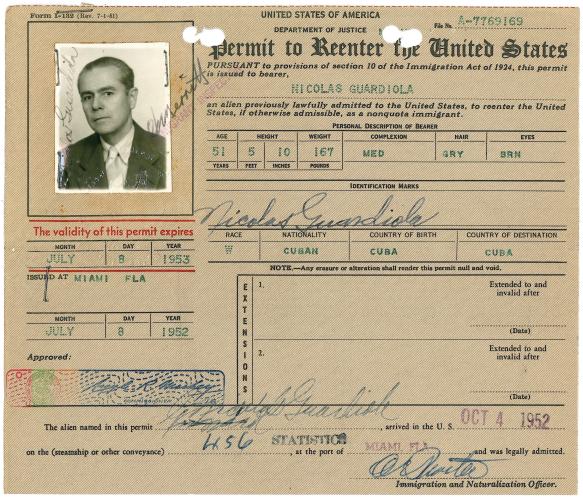 Form I-132 (Rev. 7-1-41)
UNITED STATES OF AMERICA
DEPARTMENT OF JUSTICE
File No. A-7769169
Permit to Reenter the United States
PURSUANT to provisions of section 10 of the Immigration Act of 1924, this permit
is issued to bearer,
NICOLAS GUARDIOLA
an alien previously lawfully admitted to the United States, to reenter the United
States, if otherwise admissible, as a nonquota immigrant.
PERSONAL DESCRIPTION OF BEARER
AGE HEIGHT WEIGHT COMPLEXION HAIR EYES
51 5 10 167 MED GRY BRN
YEARS FEET INCHES POUNDS
IDENTIFICATION MARKS
Nicolas Guardiola
RACE NATIONALITY COUNTRY OF BIRTH COUNTRY OF DESTINATION
W CUBAN CUBA CUBA
NOTE.—Any erasure or alteration shall render this permit null and void.
The validity of this permit expires
MONTH DAY YEAR
JULY 8 1953
ISSUED AT MIAMI FLA
MONTH DAY YEAR
JULY 8 1952
Approved:
COMMISSIONER
EXTENSIONS
1. Extended to and
invalid after
(Date)
2. Extended to and
invalid after
(Date)
The alien named in this permit Nicolas Guardiola, arrived in the U. S. OCT 4 1952
on the (steamship or other conveyance) 456 STATISTICS, at the port of MIAMI, FLA. and was legally admitted.
Immigration and Naturalization Officer.